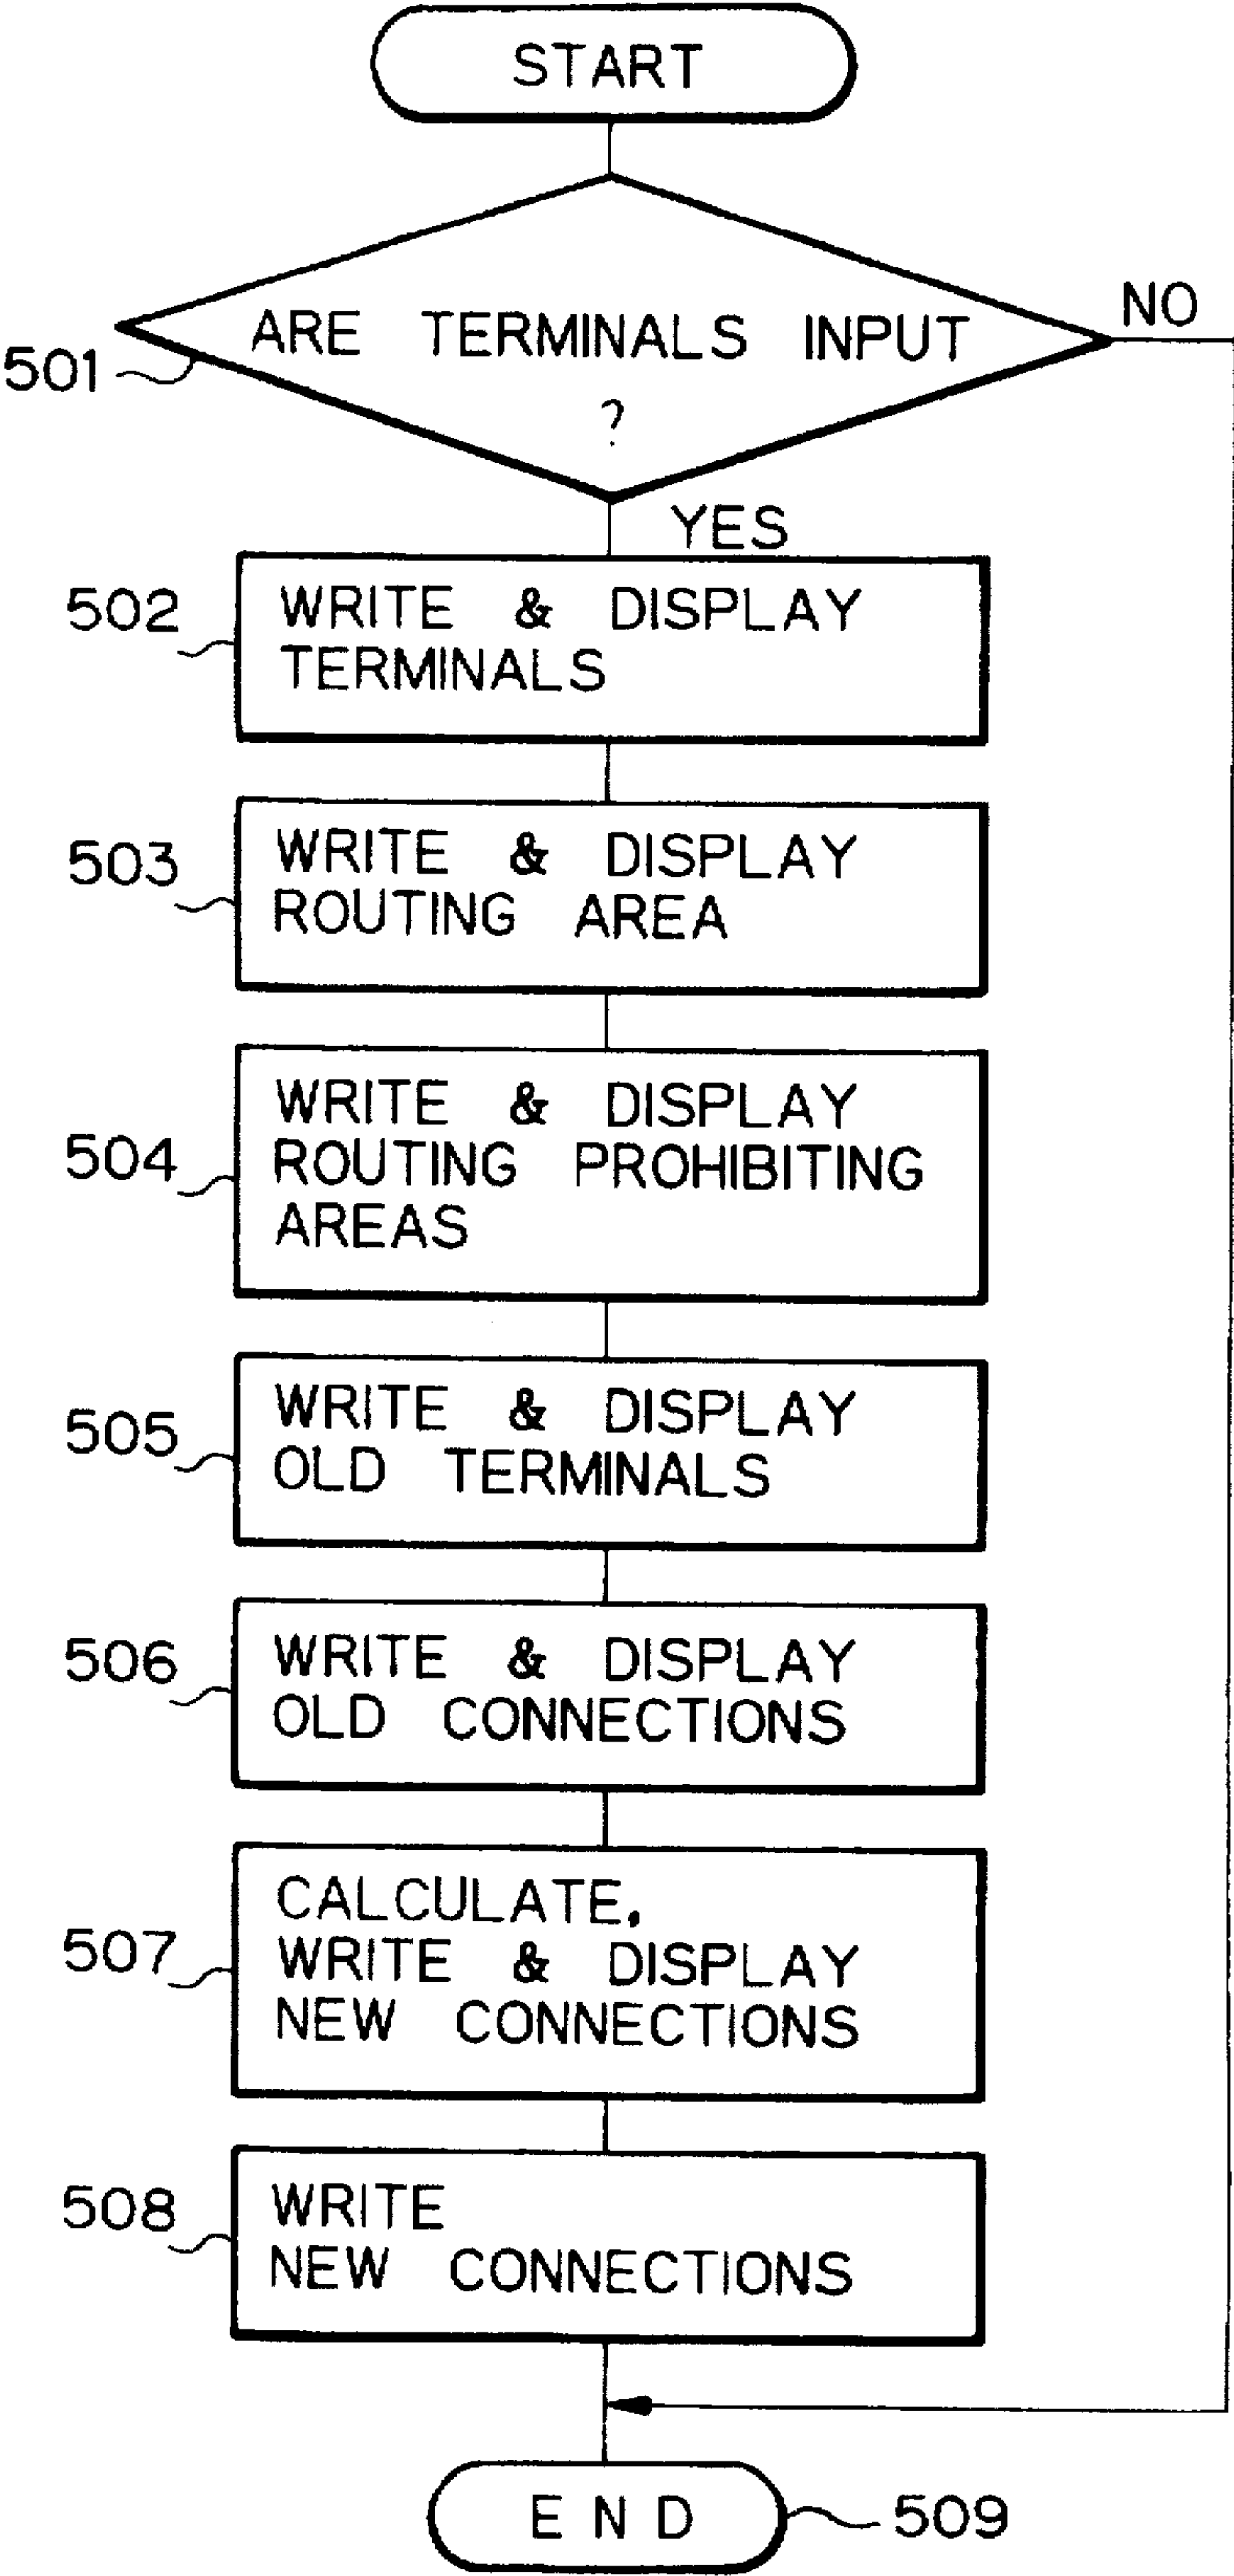 START
ARE TERMINALS INPUT
?
NO
501
YES
502
WRITE & DISPLAY
TERMINALS
503
WRITE & DISPLAY
ROUTING AREA
504
WRITE & DISPLAY
ROUTING PROHIBITING
AREAS
505
WRITE & DISPLAY
OLD TERMINALS
506
WRITE & DISPLAY
OLD CONNECTIONS
507
CALCULATE,
WRITE & DISPLAY
NEW CONNECTIONS
508
WRITE
NEW CONNECTIONS
END
509